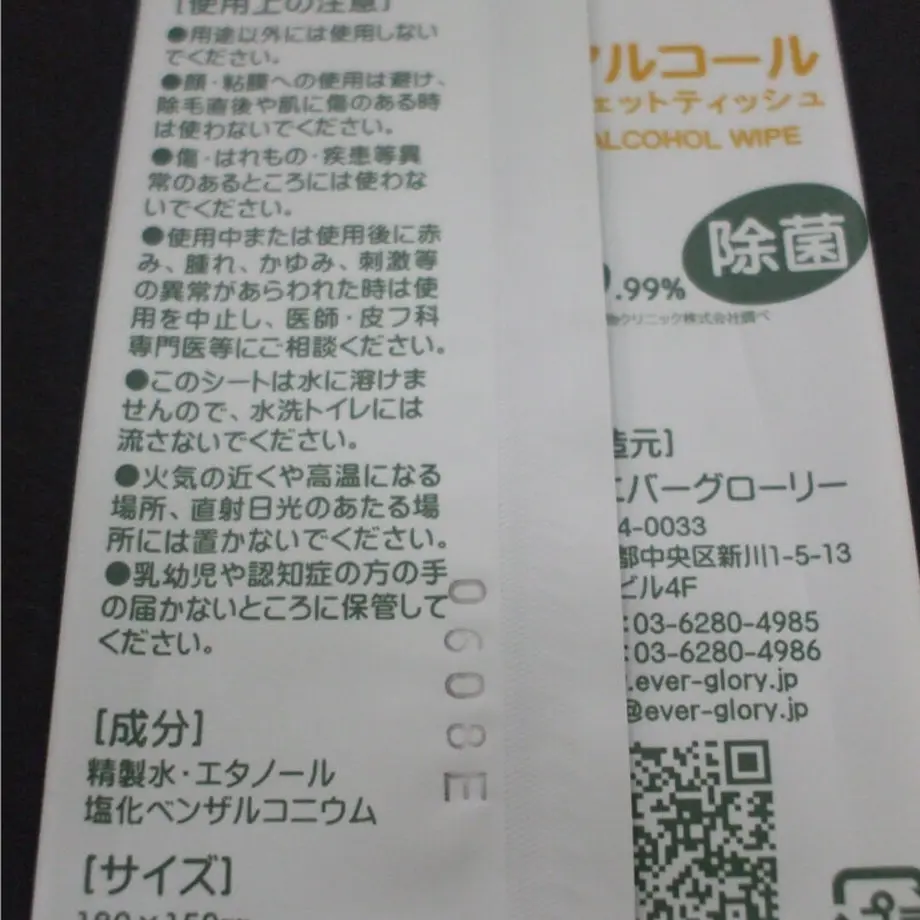 [使用上の注意]
●用途以外には使用しない
でください。
●顔・粘膜への使用は避け、
除毛直後や肌に傷のある時
は使わないでください。
●傷・はれもの・疾患等異
常のあるところには使わな
いでください。
●使用中または使用後に赤
み、腫れ、かゆみ、刺激等
の異常があらわれた時は使
用を中止し、医師・皮フ科
専門医等にご相談ください。
●このシートは水に溶けま
せんので、水洗トイレには
流さないでください。
●火気の近くや高温になる
場所、直射日光のあたる場
所には置かないでください。
●乳幼児や認知症の方の手
の届かないところに保管して
ください。
[成分]
精製水・エタノール
塩化ベンザルコニウム
[サイズ]
0608E
アルコール
ェットティッシュ
ALCOHOL WIPE
除菌
.99%
物クリニック株式会社調べ
造元]
エバーグローリー
4-0033
都中央区新川1-5-13
ビル4F
:03-6280-4985
:03-6280-4986
.ever-glory.jp
@ever-glory.jp